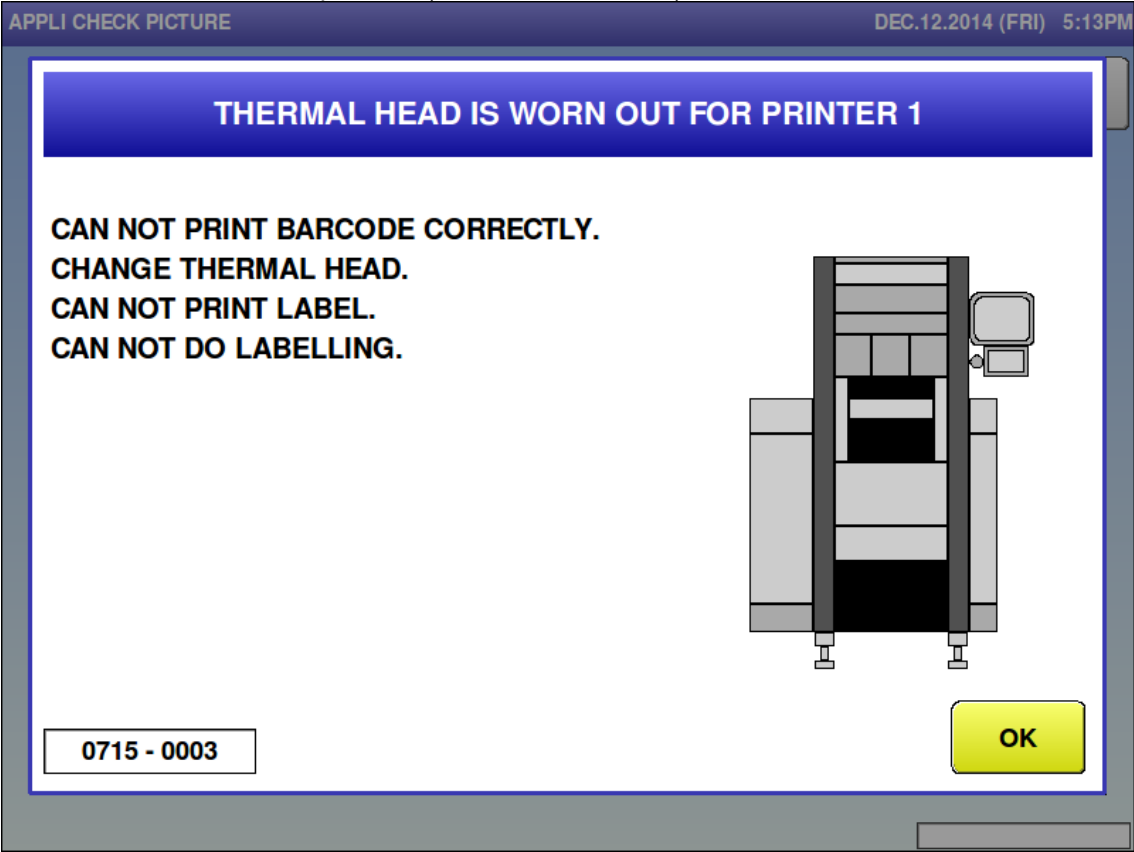 APPLI CHECK PICTURE
DEC.12.2014 (FRI) 5:13PM
THERMAL HEAD IS WORN OUT FOR PRINTER 1
CAN NOT PRINT BARCODE CORRECTLY.
CHANGE THERMAL HEAD.
CAN NOT PRINT LABEL.
CAN NOT DO LABELLING.
0715 - 0003
OK